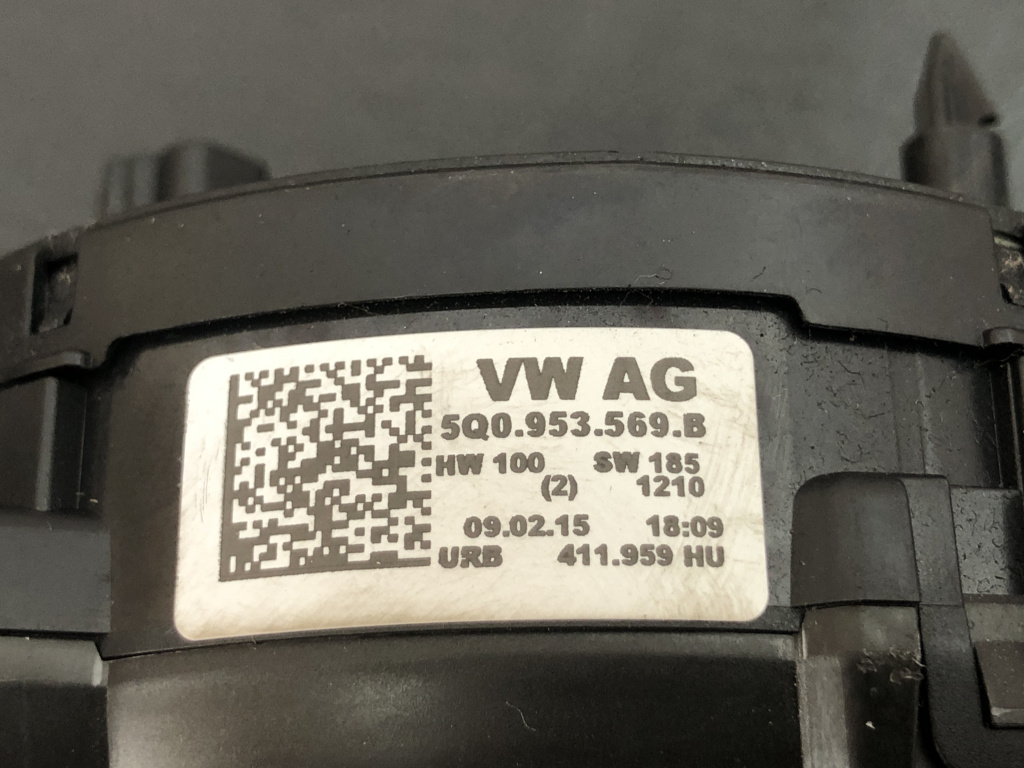 VW AG
5Q0.953.569.B
HW 100 SW 185
(2) 1210
09.02.15 18:09
URB 411.959 HU